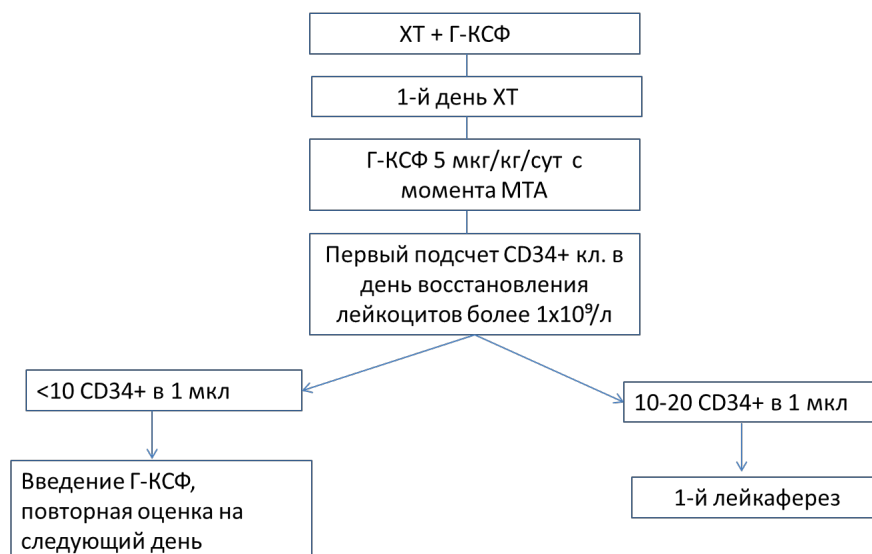 ХТ + Г-КСФ
1-й день ХТ
Г-КСФ 5 мкг/кг/сут с
момента МТА
Первый подсчет CD34+ кл. в
день восстановления
лейкоцитов более 1х10⁹/л
<10 CD34+ в 1 мкл
10-20 CD34+ в 1 мкл
Введение Г-КСФ,
повторная оценка на
следующий день
1-й лейкаферез